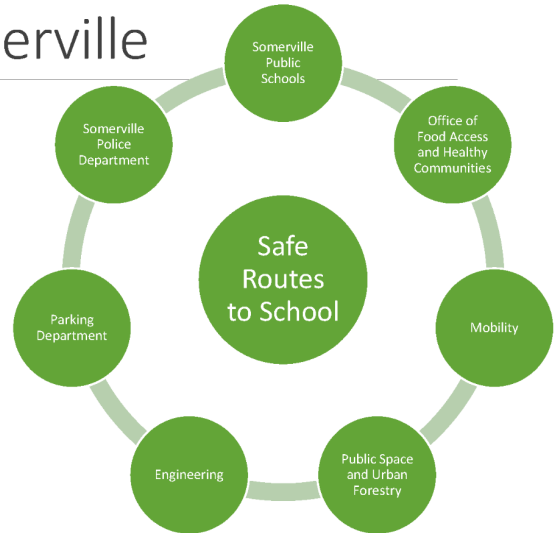 erville
Somerville
Public
Schools
Office of
Food Access
and Healthy
Communities
Mobility
Public Space
and Urban
Forestry
Engineering
Parking
Department
Somerville
Police
Department
Safe
Routes
to School